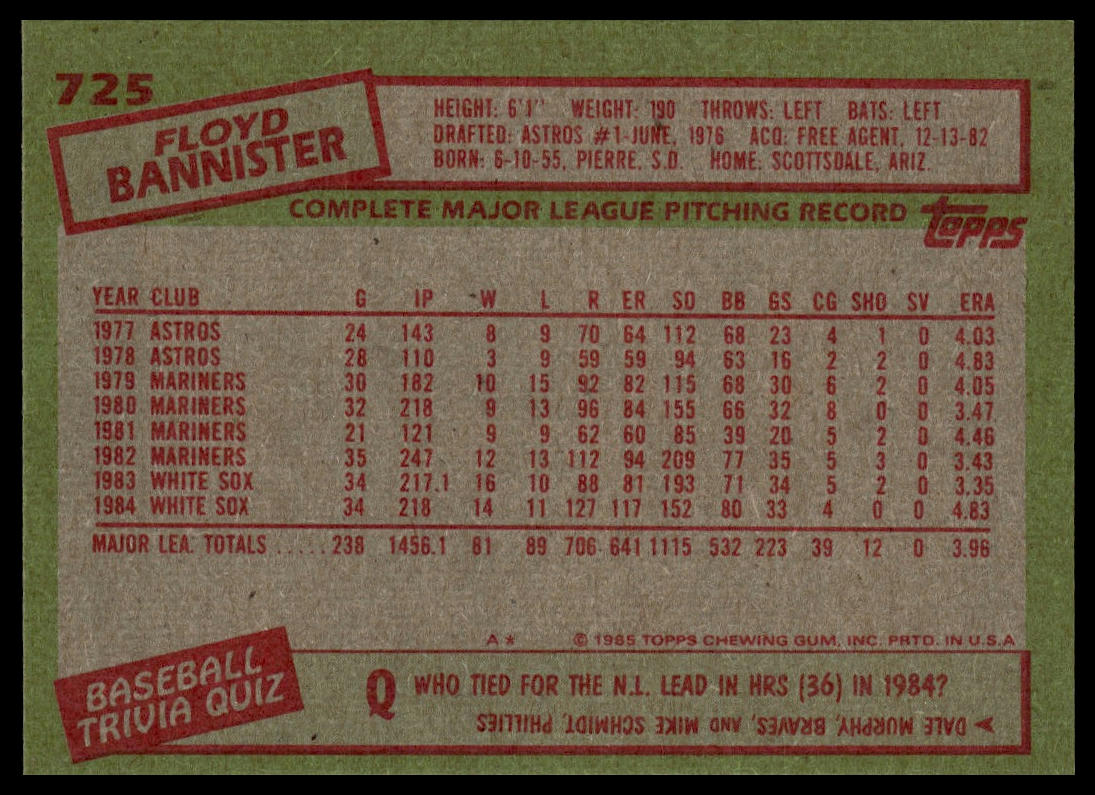 725
FLOYD
BANNISTER
HEIGHT: 6'1" WEIGHT: 190 THROWS: LEFT BATS: LEFT
DRAFTED: ASTROS #1-JUNE, 1976 ACQ: FREE AGENT, 12-13-82
BORN: 6-10-55, PIERRE, S.D. HOME: SCOTTSDALE, ARIZ.
COMPLETE MAJOR LEAGUE PITCHING RECORD
topps
YEAR CLUB G IP W L R ER SO BB GS CG SHO SV ERA
1977 ASTROS 24 143 8 9 70 64 112 68 23 4 1 0 4.03
1978 ASTROS 28 110 3 9 59 59 94 63 16 2 2 0 4.83
1979 MARINERS 30 182 10 15 92 82 115 68 30 6 2 0 4.05
1980 MARINERS 32 218 9 13 96 84 155 66 32 8 0 0 3.47
1981 MARINERS 21 121 9 9 62 60 85 39 20 5 2 0 4.46
1982 MARINERS 35 247 12 13 112 94 209 77 35 5 3 0 3.43
1983 WHITE SOX 34 217.1 16 10 88 81 193 71 34 5 2 0 3.35
1984 WHITE SOX 34 218 14 11 127 117 152 80 33 4 0 0 4.83
MAJOR LEA. TOTALS ..... 238 1456.1 81 89 706 641 1115 532 223 39 12 0 3.96
A* © 1985 TOPPS CHEWING GUM, INC. PRTD. IN U.S.A
BASEBALL
TRIVIA QUIZ
Q WHO TIED FOR THE N.L. LEAD IN HRS (36) IN 1984?
DALE MURPHY, BRAVES, AND MIKE SCHMIDT, PHILLIES